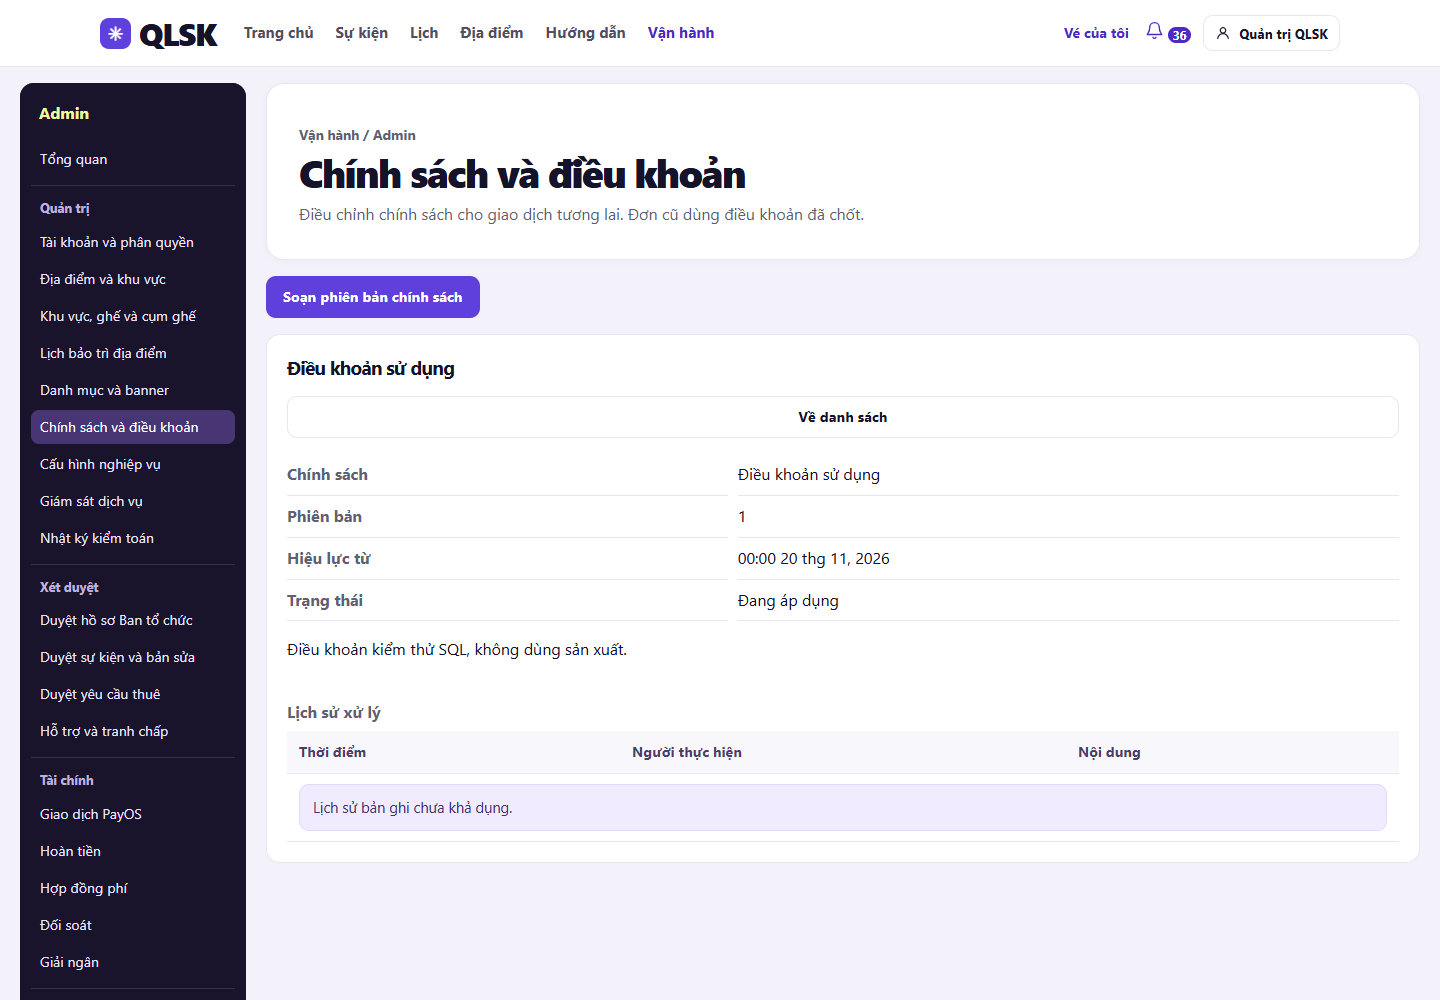 QLSK
Trang chủ
Sự kiện
Lịch
Địa điểm
Hướng dẫn
Vận hành
Vé của tôi
36
Quản trị QLSK
Admin
Tổng quan
Quản trị
Tài khoản và phân quyền
Địa điểm và khu vực
Khu vực, ghế và cụm ghế
Lịch bảo trì địa điểm
Danh mục và banner
Chính sách và điều khoản
Cấu hình nghiệp vụ
Giám sát dịch vụ
Nhật ký kiểm toán
Xét duyệt
Duyệt hồ sơ Ban tổ chức
Duyệt sự kiện và bản sửa
Duyệt yêu cầu thuê
Hỗ trợ và tranh chấp
Tài chính
Giao dịch PayOS
Hoàn tiền
Hợp đồng phí
Đối soát
Giải ngân
Vận hành / Admin
Chính sách và điều khoản
Điều chỉnh chính sách cho giao dịch tương lai. Đơn cũ dùng điều khoản đã chốt.
Soạn phiên bản chính sách
Điều khoản sử dụng
Về danh sách
Chính sách
Điều khoản sử dụng
Phiên bản
1
Hiệu lực từ
00:00 20 thg 11, 2026
Trạng thái
Đang áp dụng
Điều khoản kiểm thử SQL, không dùng sản xuất.
Lịch sử xử lý
Thời điểm
Người thực hiện
Nội dung
Lịch sử bản ghi chưa khả dụng.